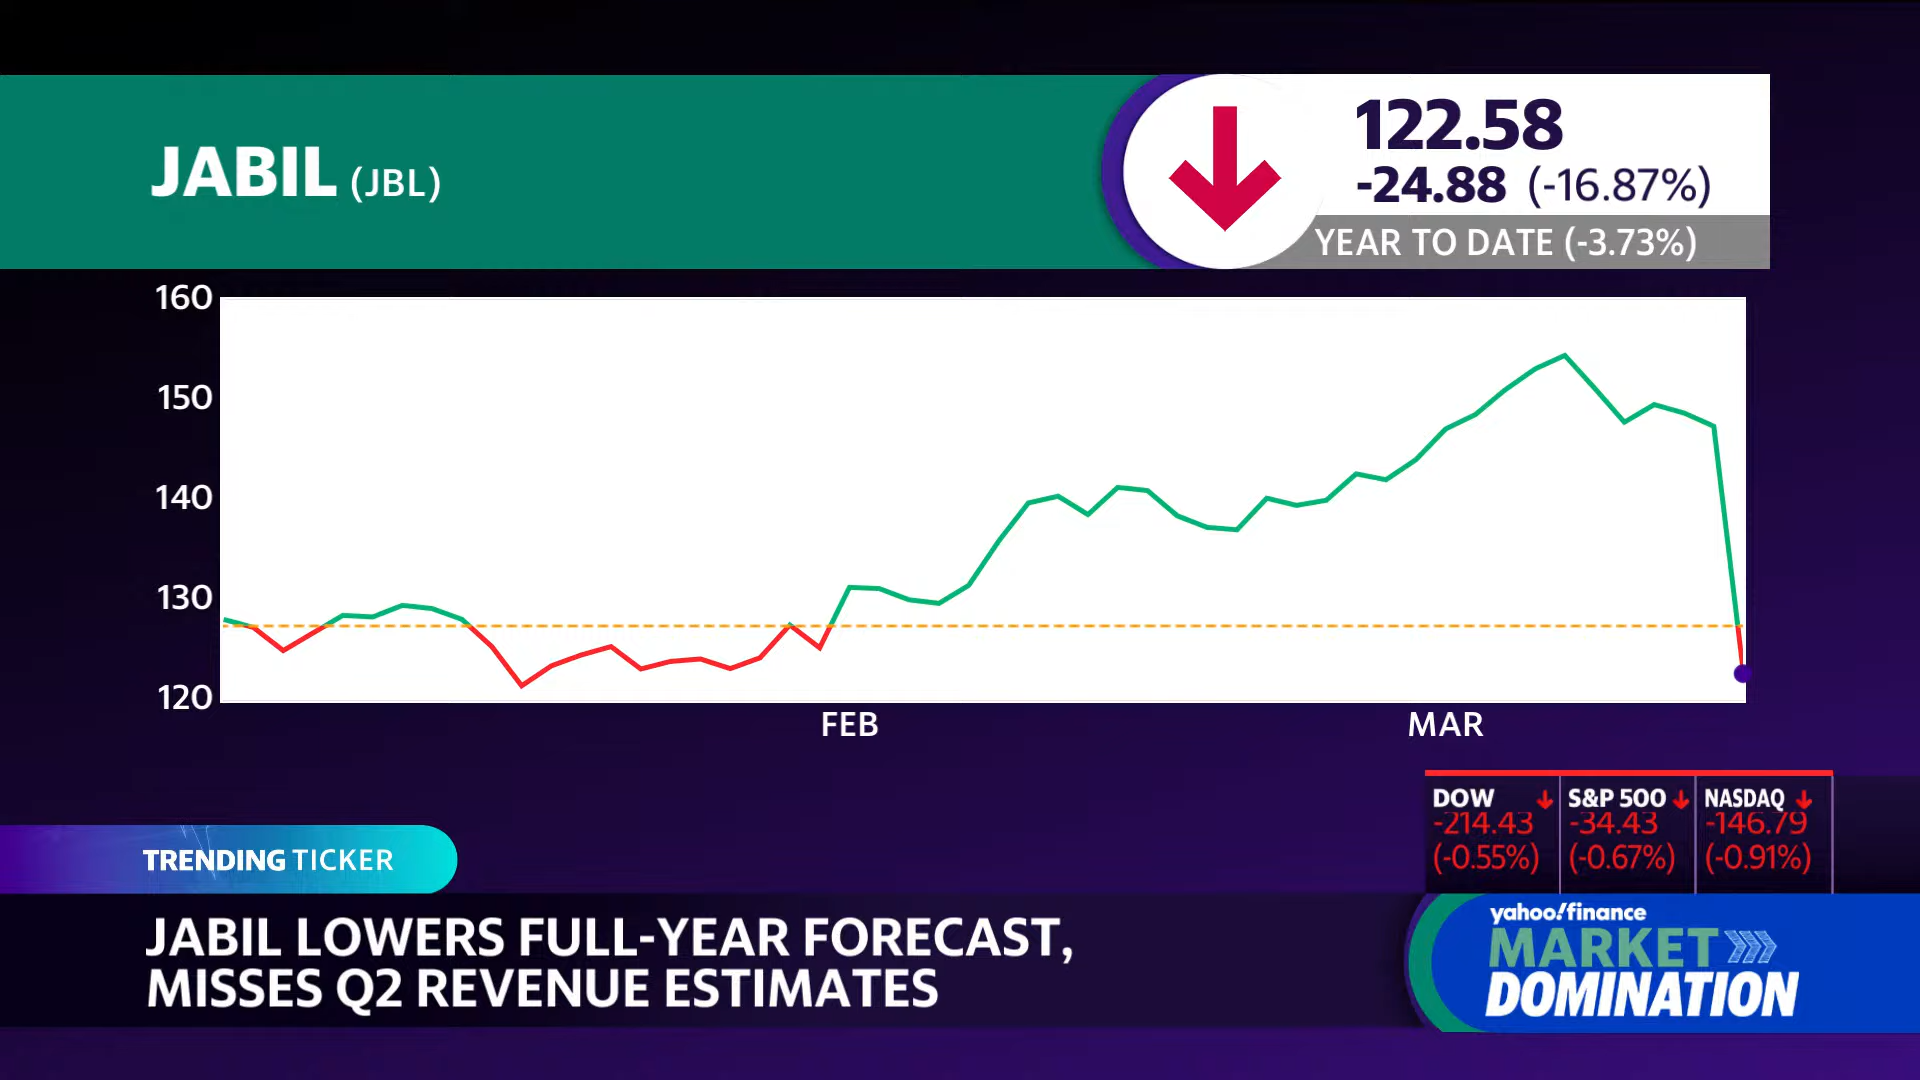 JABIL (JBL)
122.58
-24.88 (-16.87%)
YEAR TO DATE (-3.73%)
160
150
140
130
120
FEB
MAR
DOW
-214.43
(-0.55%)
S&P 500
-34.43
(-0.67%)
NASDAQ
-146.79
(-0.91%)
TRENDING TICKER
JABIL LOWERS FULL-YEAR FORECAST,
MISSES Q2 REVENUE ESTIMATES
yahoo!finance
MARKET
DOMINATION